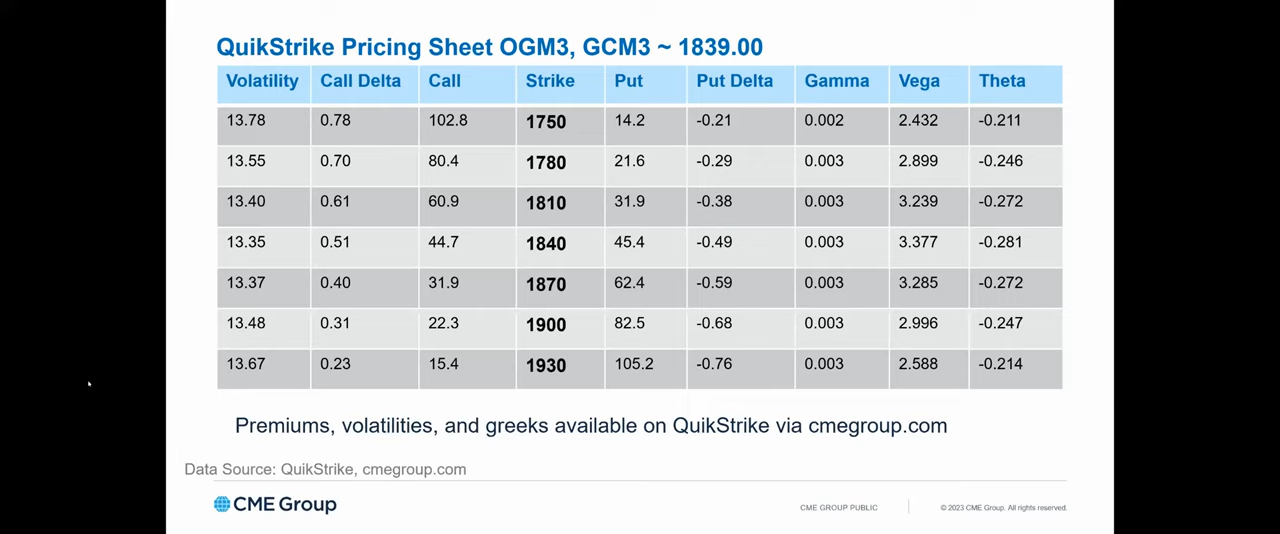 QuikStrike Pricing Sheet OGM3, GCM3 ~ 1839.00
Volatility Call Delta Call Strike Put Put Delta Gamma Vega Theta
13.78 0.78 102.8 1750 14.2 -0.21 0.002 2.432 -0.211
13.55 0.70 80.4 1780 21.6 -0.29 0.003 2.899 -0.246
13.40 0.61 60.9 1810 31.9 -0.38 0.003 3.239 -0.272
13.35 0.51 44.7 1840 45.4 -0.49 0.003 3.377 -0.281
13.37 0.40 31.9 1870 62.4 -0.59 0.003 3.285 -0.272
13.48 0.31 22.3 1900 82.5 -0.68 0.003 2.996 -0.247
13.67 0.23 15.4 1930 105.2 -0.76 0.003 2.588 -0.214
Premiums, volatilities, and greeks available on QuikStrike via cmegroup.com
Data Source: QuikStrike, cmegroup.com
CME Group CME GROUP PUBLIC © 2023 CME Group. All rights reserved.